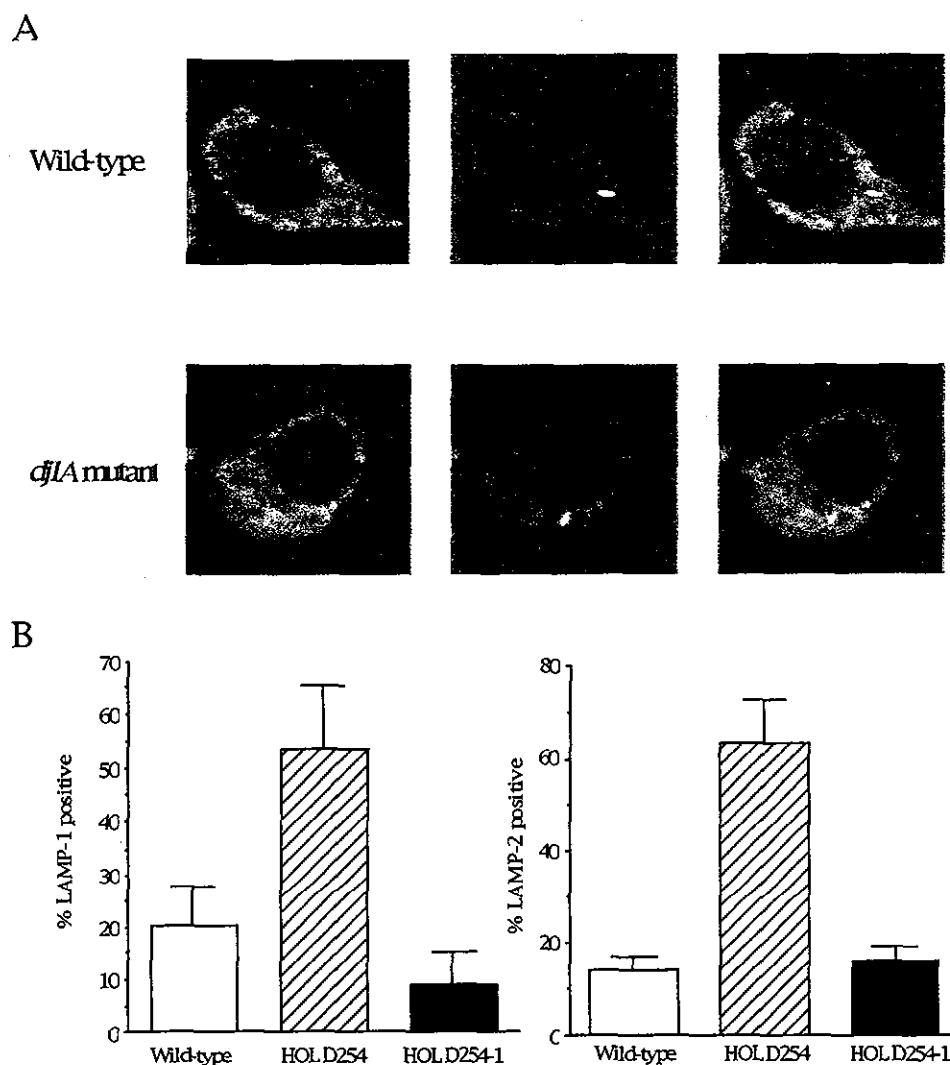 A
Wild-type
djlA mutant
B
% LAMP-1 positive
70
60
50
40
30
20
10
0
Wild-type HOLD254 HOLD254-1
% LAMP-2 positive
80
60
40
20
0
Wild-type HOLD254 HOLD254-1